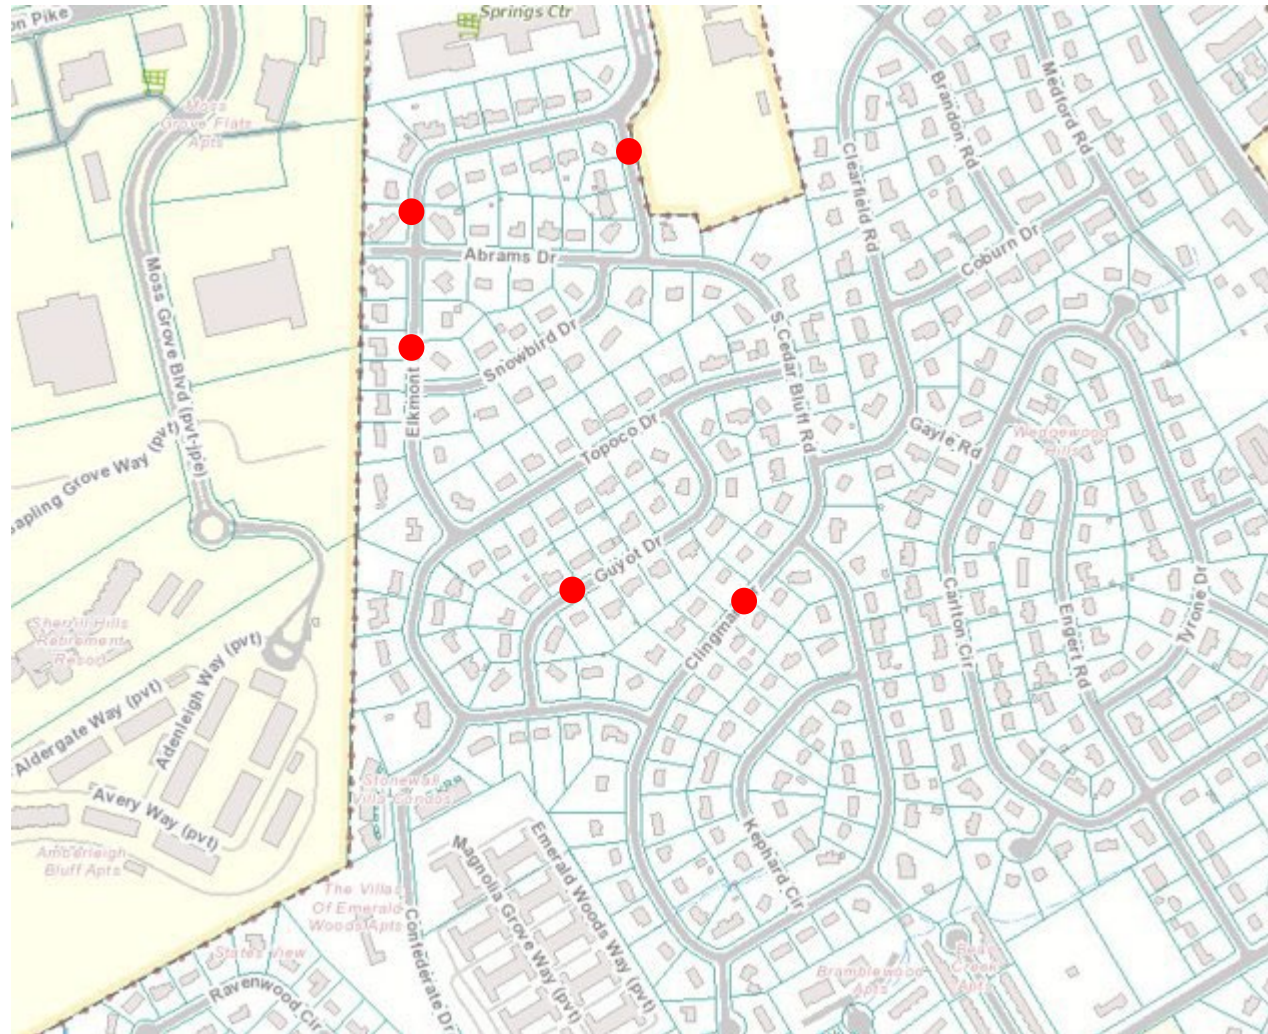 on Pike
Springs Ctr
Moss
Grove Flats
Apts
Brandon Rd
Medford Rd
Clearfield Rd
Coburn Dr
Abrams Dr
Moss Grove Blvd (pvt-jpe)
Snowbird Dr
S Cedar Bluff Rd
Elkmont
Topoco Dr
Gayle Rd
Wedgewood
Hills
Sapling Grove Way (pvt)
Guyot Dr
Carlton Cir
Engert Rd
Tyrone Dr
Sherrill Hills
Retirement
Resort
Clingma
Aldergate Way (pvt)
Adenleigh Way (pvt)
Avery Way (pvt)
Stonewall
Villa Condos
Amberleigh
Bluff Apts
Magnolia Grove Way (pvt)
Emerald Woods Way (pvt)
Kephard Cir
The Villas
Of Emerald
Woods Apts
Confederate Dr
States View
Ravenwood Cir
Bramblewood
Apts
Creek
Apts